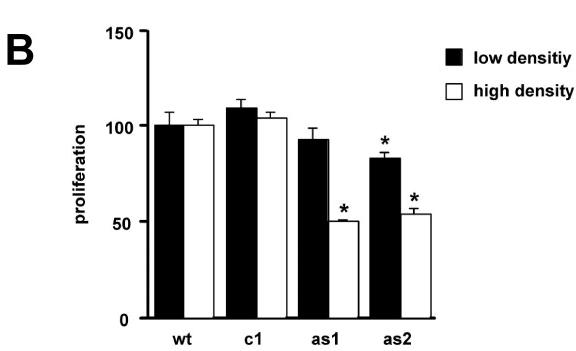 B
150
100
50
0
proliferation
low densitiy
high density
*
*
*
wt c1 as1 as2